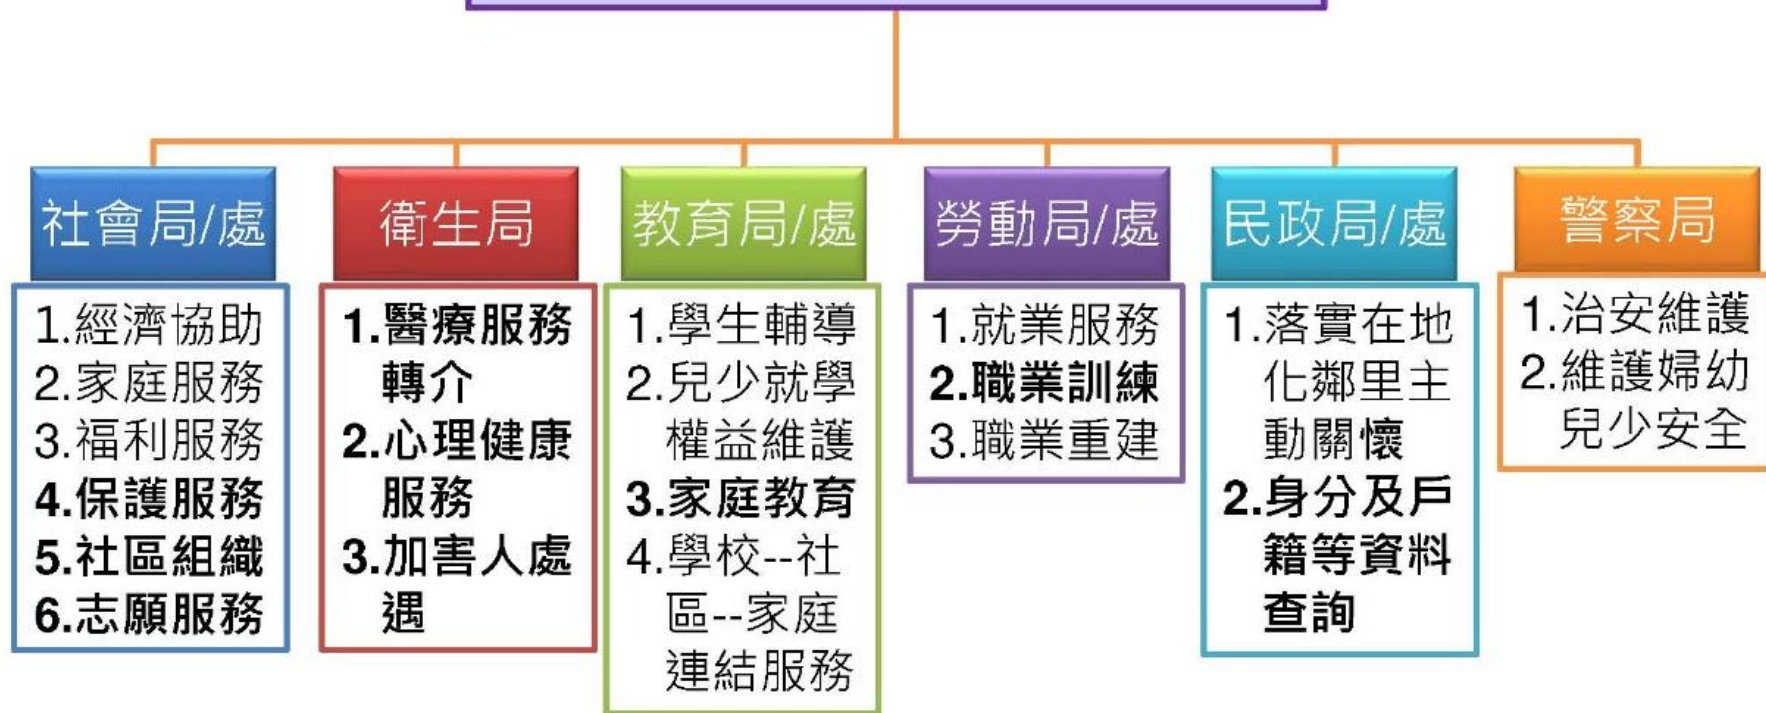 社會局/處
1.經濟協助
2.家庭服務
3.福利服務
4.保護服務
5.社區組織
6.志願服務
衛生局
1.醫療服務
轉介
2.心理健康
服務
3.加害人處
遇
教育局/處
1.學生輔導
2.兒少就學
權益維護
3.家庭教育
4.學校--社
區--家庭
連結服務
勞動局/處
1.就業服務
2.職業訓練
3.職業重建
民政局/處
1.落實在地
化鄰里主
動關懷
2.身分及戶
籍等資料
查詢
警察局
1.治安維護
2.維護婦幼
兒少安全